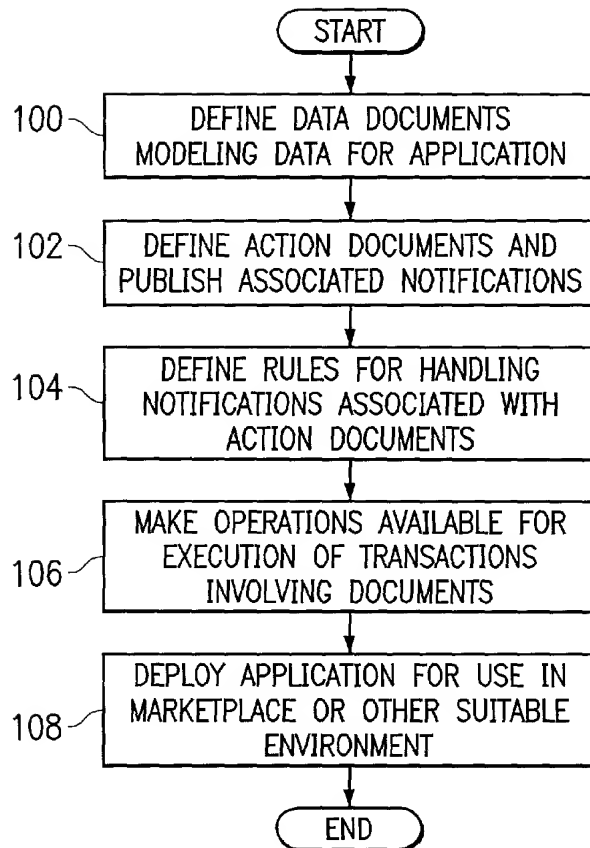 START
100
DEFINE DATA DOCUMENTS
MODELING DATA FOR APPLICATION
102
DEFINE ACTION DOCUMENTS AND
PUBLISH ASSOCIATED NOTIFICATIONS
104
DEFINE RULES FOR HANDLING
NOTIFICATIONS ASSOCIATED WITH
ACTION DOCUMENTS
106
MAKE OPERATIONS AVAILABLE FOR
EXECUTION OF TRANSACTIONS
INVOLVING DOCUMENTS
108
DEPLOY APPLICATION FOR USE IN
MARKETPLACE OR OTHER SUITABLE
ENVIRONMENT
END